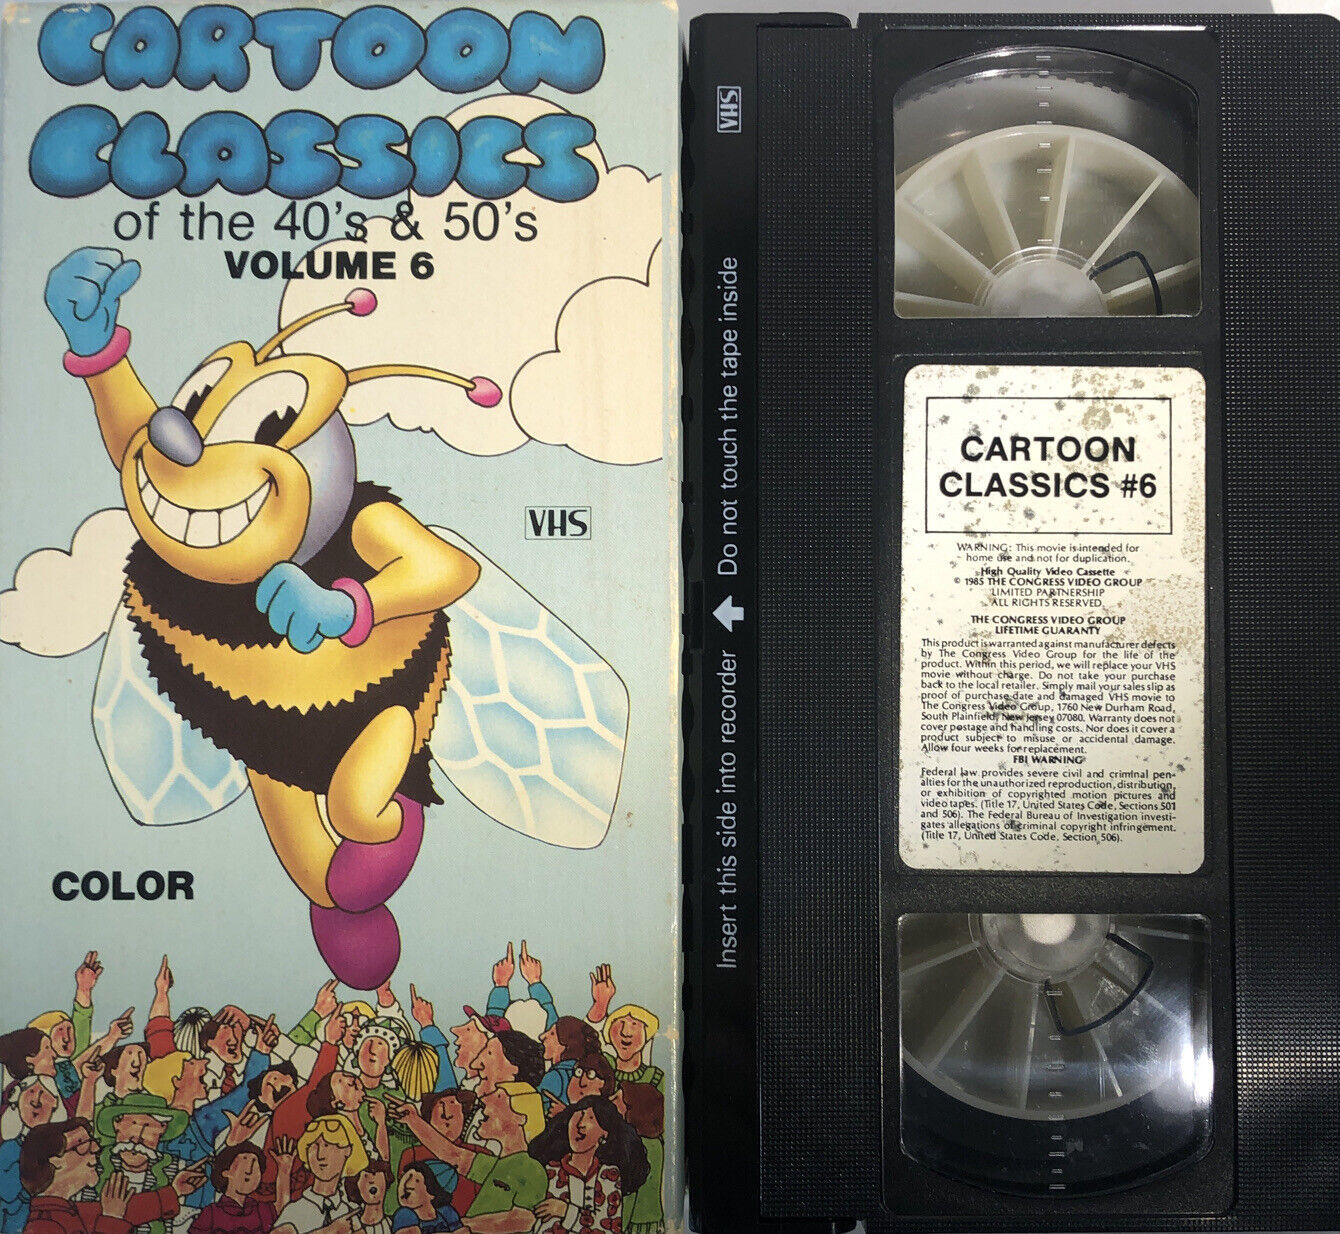 CARTOON
CLASSICS
of the 40's & 50's
VOLUME 6
VHS
COLOR
VHS
Insert this side into recorder Do not touch the tape inside
CARTOON
CLASSICS #6
WARNING: This movie is intended for
home use and not for duplication.
High Quality Video Cassette
© 1985 THE CONGRESS VIDEO GROUP
LIMITED PARTNERSHIP
ALL RIGHTS RESERVED.
THE CONGRESS VIDEO GROUP
LIFETIME GUARANTY
This product is warranted against manufacturer defects
by The Congress Video Group for the life of the
product. Within this period, we will replace your VHS
movie without charge. Do not take your purchase
back to the local retailer. Simply mail your sales slip as
proof of purchase date and damaged VHS movie to
The Congress Video Group, 1760 New Durham Road,
South Plainfield, New Jersey 07080. Warranty does not
cover postage and handling costs. Nor does it cover a
product subject to misuse or accidental damage.
Allow four weeks for replacement.
FBI WARNING
Federal law provides severe civil and criminal pen-
alties for the unauthorized reproduction, distribution,
or exhibition of copyrighted motion pictures and
video tapes. (Title 17, United States Code, Sections 501
and 506). The Federal Bureau of Investigation investi-
gates allegations of criminal copyright infringement.
(Title 17, United States Code, Section 506).